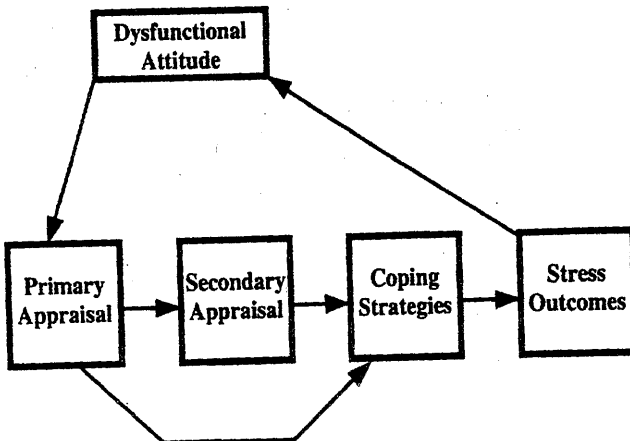 Dysfunctional
Attitude
Primary
Appraisal
Secondary
Appraisal
Coping
Strategies
Stress
Outcomes